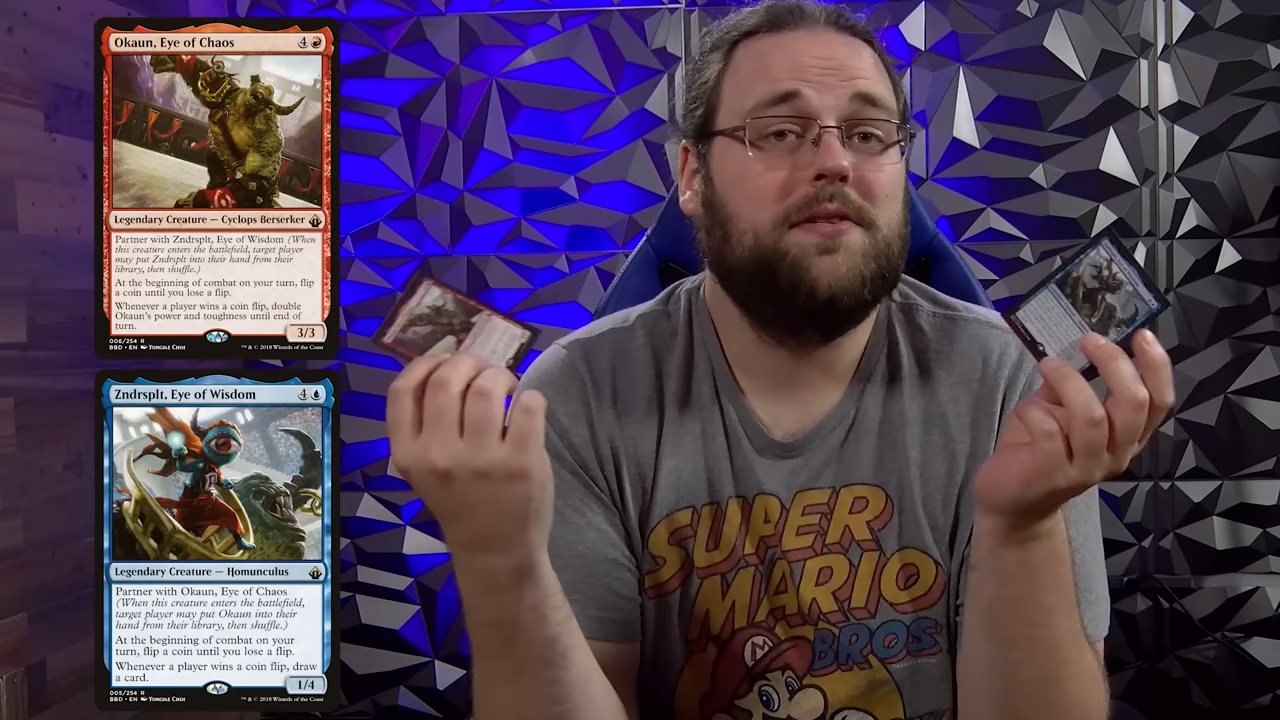 Okaun, Eye of Chaos 4
Legendary Creature — Cyclops Berserker
Partner with Zndrsplt, Eye of Wisdom (When
this creature enters the battlefield, target player
may put Zndrsplt into their hand from their
library, then shuffle.)
At the beginning of combat on your turn, flip
a coin until you lose a flip.
Whenever a player wins a coin flip, double
Okaun's power and toughness until end of
turn.
3/3
006/254 R
BBD • EN Yongjae Choi ™ & © 2018 Wizards of the Coast
Zndrsplt, Eye of Wisdom 4
Legendary Creature — Homunculus
Partner with Okaun, Eye of Chaos
(When this creature enters the battlefield,
target player may put Okaun into their
hand from their library, then shuffle.)
At the beginning of combat on your
turn, flip a coin until you lose a flip.
Whenever a player wins a coin flip, draw
a card.
1/4
005/254 R
BBD • EN Yongjae Choi ™ & © 2018 Wizards of the Coast
SUPER
MARIO
BROS
M